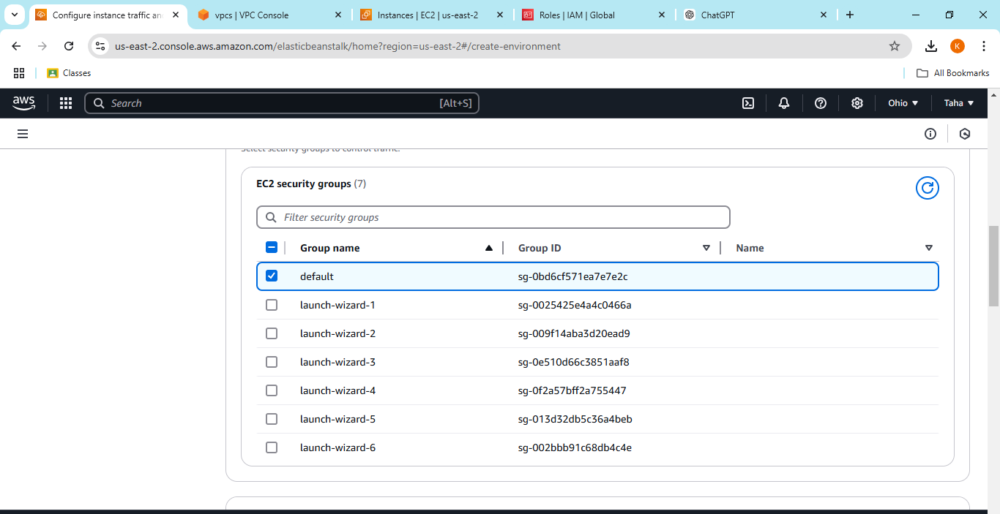 Configure instance traffic an
vpcs | VPC Console
Instances | EC2 | us-east-2
Roles | IAM | Global
ChatGPT
us-east-2.console.aws.amazon.com/elasticbeanstalk/home?region=us-east-2#/create-environment
K
Classes
All Bookmarks
aws
Search
[Alt+S]
Ohio
Taha
Select security groups to control traffic.
EC2 security groups (7)
Filter security groups
Group name Group ID Name
default sg-0bd6cf571ea7e7e2c
launch-wizard-1 sg-0025425e4a4c0466a
launch-wizard-2 sg-009f14aba3d20ead9
launch-wizard-3 sg-0e510d66c3851aaf8
launch-wizard-4 sg-0f2a57bff2a755447
launch-wizard-5 sg-013d32db5c36a4beb
launch-wizard-6 sg-002bbb91c68db4c4e